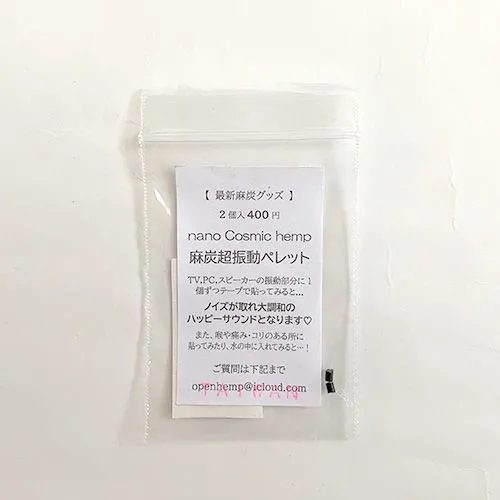 【 最新麻炭グッズ 】
2個入 400 円
nano Cosmic hemp
麻炭超振動ペレット
TV,PC,スピーカーの振動部分に1
個ずつテープで貼ってみると...
ノイズが取れ大調和の
ハッピーサウンドとなります♡
また、喉や痛み・コリのある所に
貼ってみたり、水の中に入れてみると…！
ご質問は下記まで
openhemp@icloud.com
TAIWAN